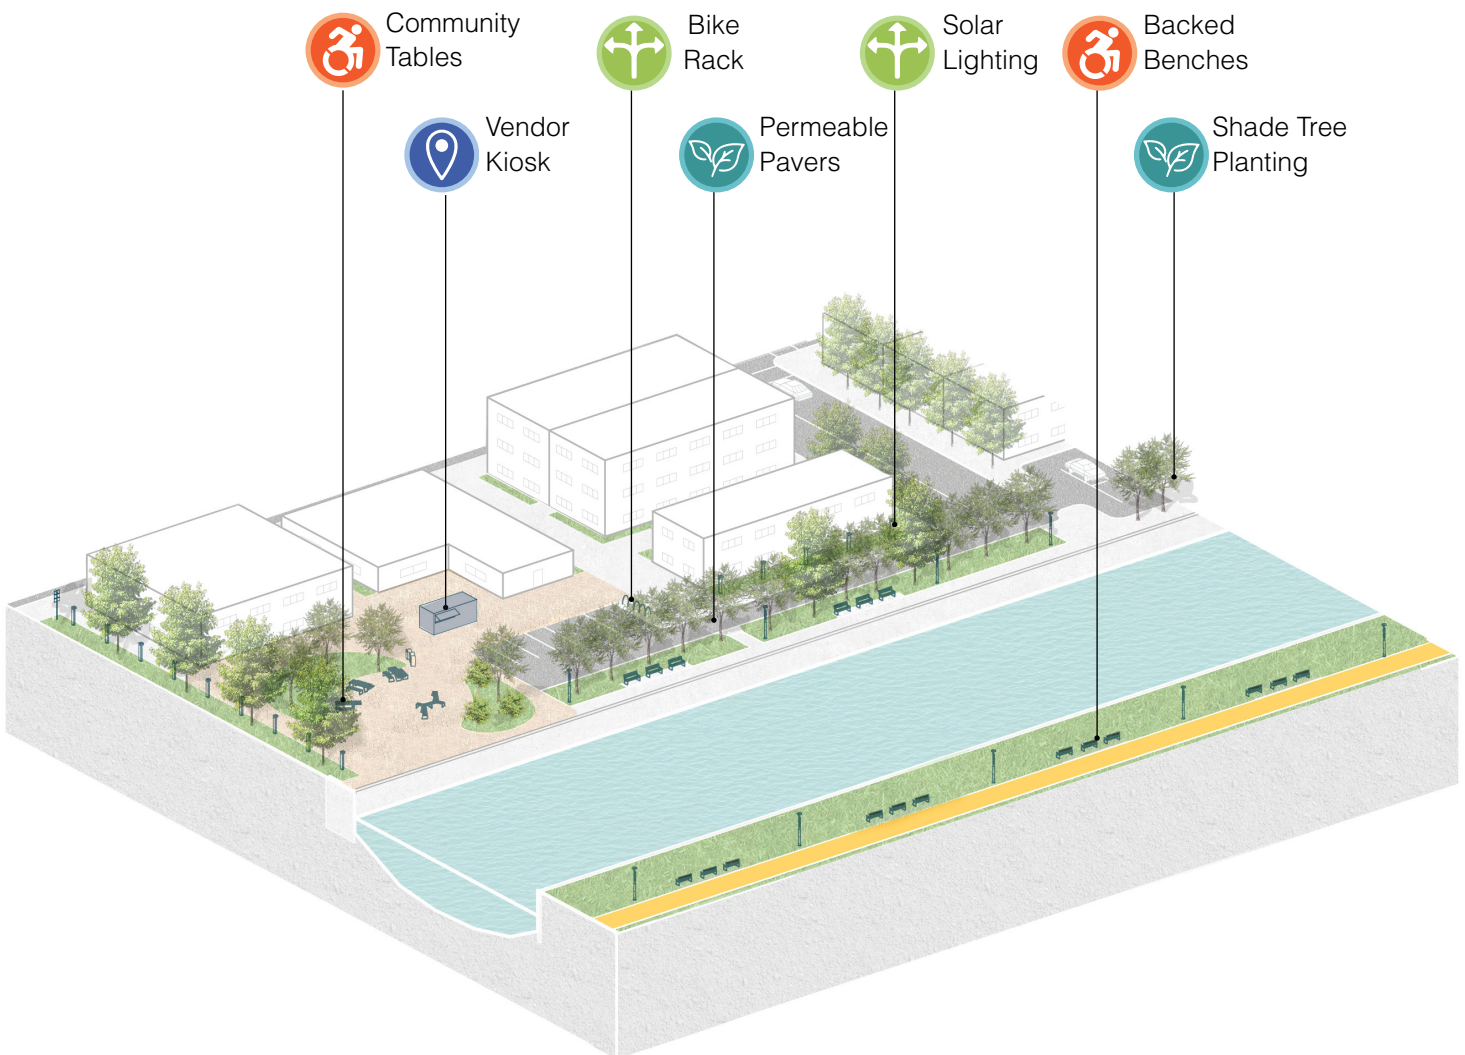 Community
Tables
Bike
Rack
Solar
Lighting
Backed
Benches
Vendor
Kiosk
Permeable
Pavers
Shade Tree
Planting